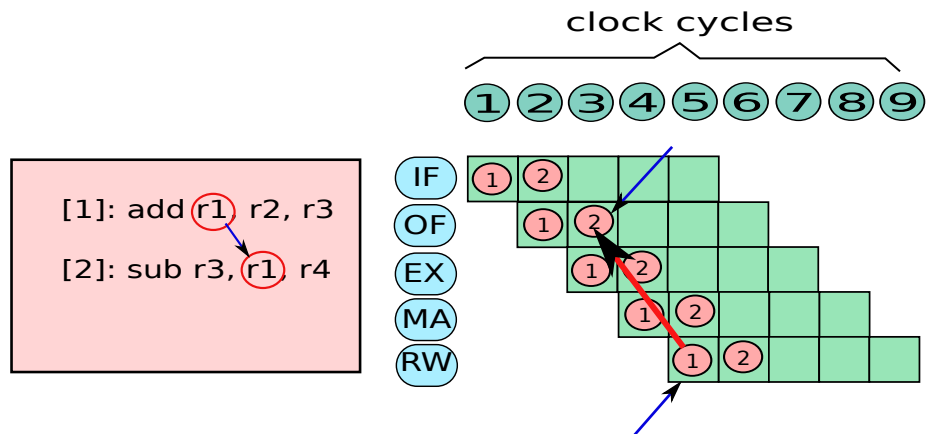 clock cycles
1 2 3 4 5 6 7 8 9
[1]: add r1, r2, r3
[2]: sub r3, r1, r4
IF 1 2
OF 1 2
EX 1 2
MA 1 2
RW 1 2